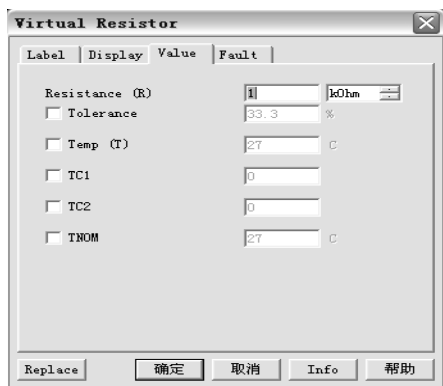 Virtual Resistor
Label Display Value Fault
Resistance (R) 1 kOhm
Tolerance 33.3 %
Temp (T) 27 C
TC1 0
TC2 0
TNOM 27 C
Replace 确定 取消 Info 帮助